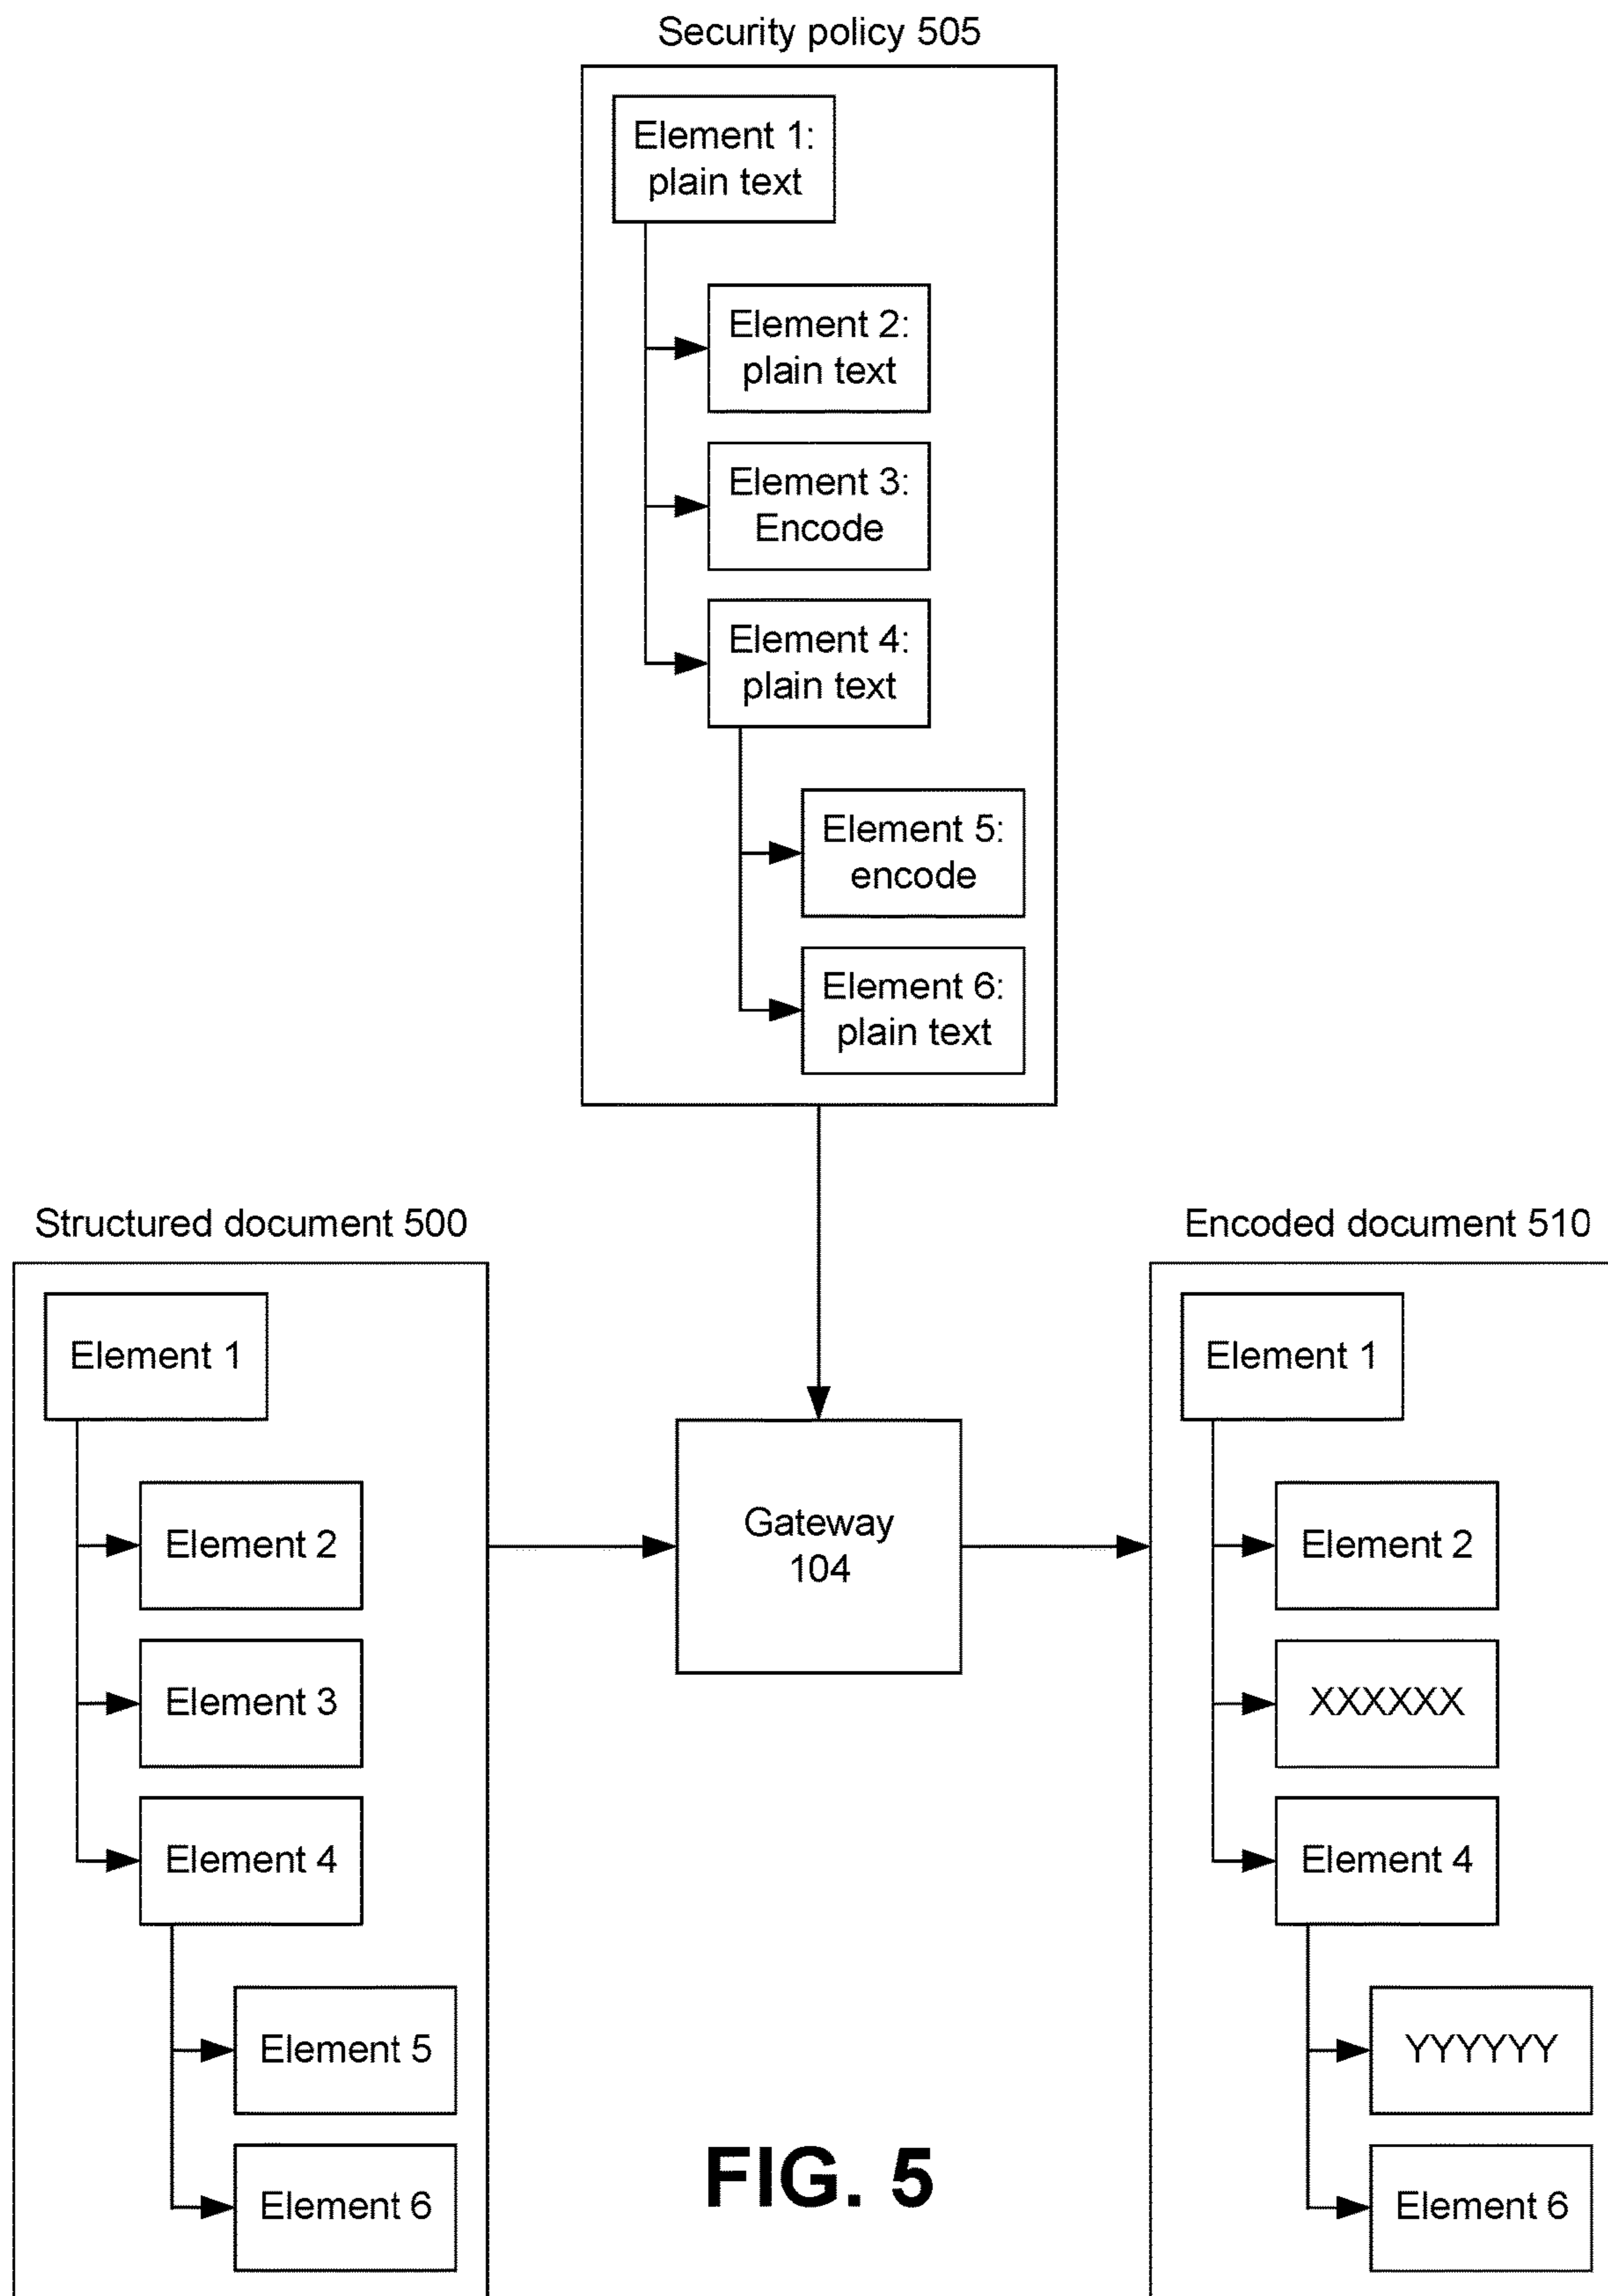 Security policy 505
Element 1:
plain text
Element 2:
plain text
Element 3:
Encode
Element 4:
plain text
Element 5:
encode
Element 6:
plain text
Structured document 500
Element 1
Element 2
Element 3
Element 4
Element 5
Element 6
Gateway
104
Encoded document 510
Element 1
Element 2
XXXXXX
Element 4
YYYYYY
Element 6
FIG. 5